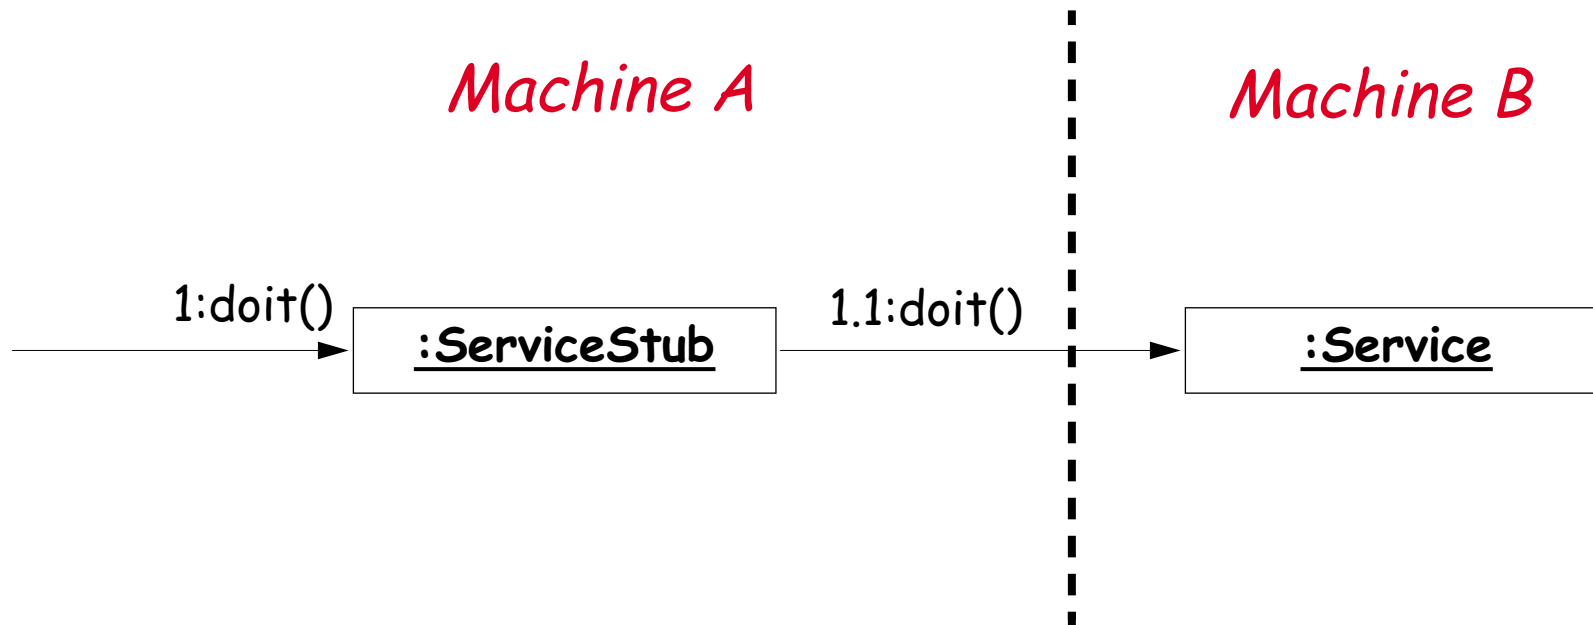 Machine A
Machine B
1:doit()
:ServiceStub
1.1:doit()
:Service